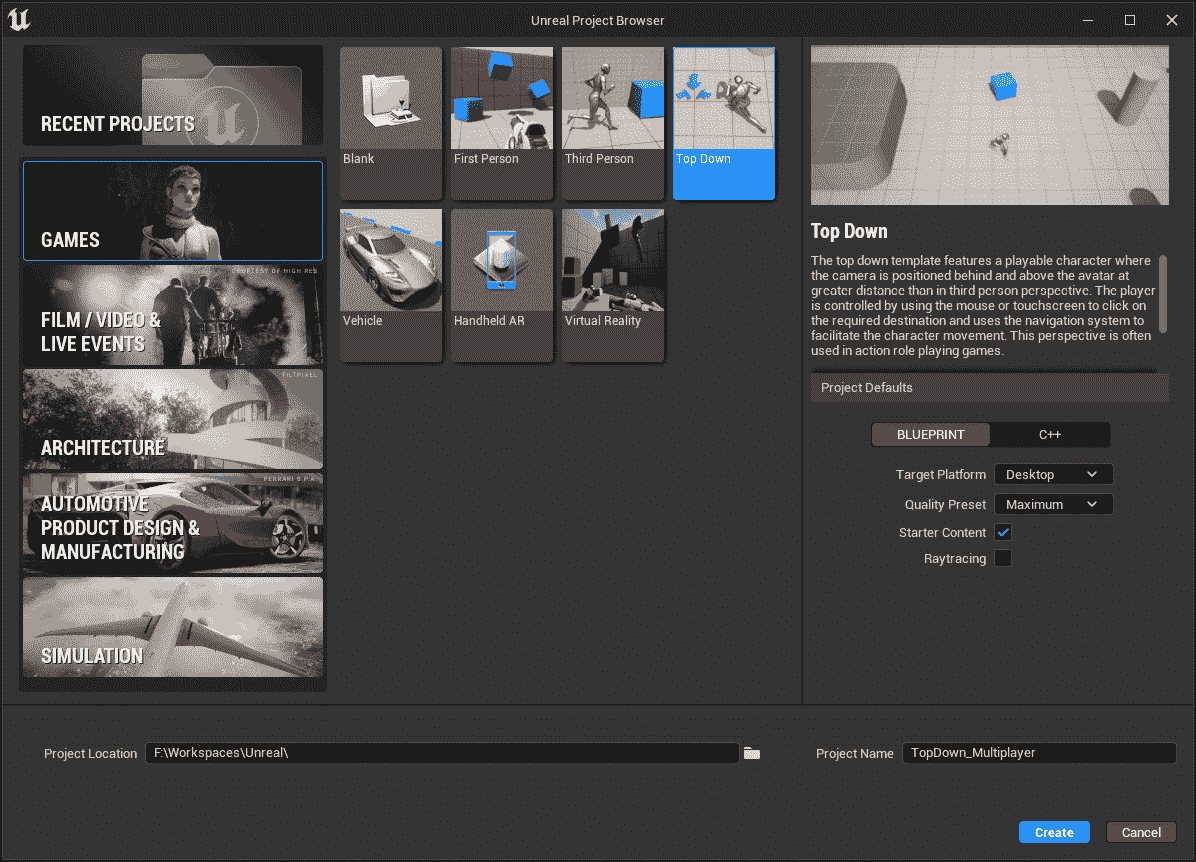 Unreal Project Browser
RECENT PROJECTS
GAMES
COURTESY OF HIGH RES
FILM / VIDEO &
LIVE EVENTS
FILTPIXEL
ARCHITECTURE
FERRARI S.P.A.
AUTOMOTIVE
PRODUCT DESIGN &
MANUFACTURING
SIMULATION
Blank
First Person
Third Person
Top Down
Vehicle
Handheld AR
Virtual Reality
Top Down
The top down template features a playable character where
the camera is positioned behind and above the avatar at
greater distance than in third person perspective. The player
is controlled by using the mouse or touchscreen to click on
the required destination and uses the navigation system to
facilitate the character movement. This perspective is often
used in action role playing games.
Project Defaults
BLUEPRINT C++
Target Platform Desktop
Quality Preset Maximum
Starter Content
Raytracing
Project Location F:\Workspaces\Unreal\
Project Name TopDown_Multiplayer
Create Cancel